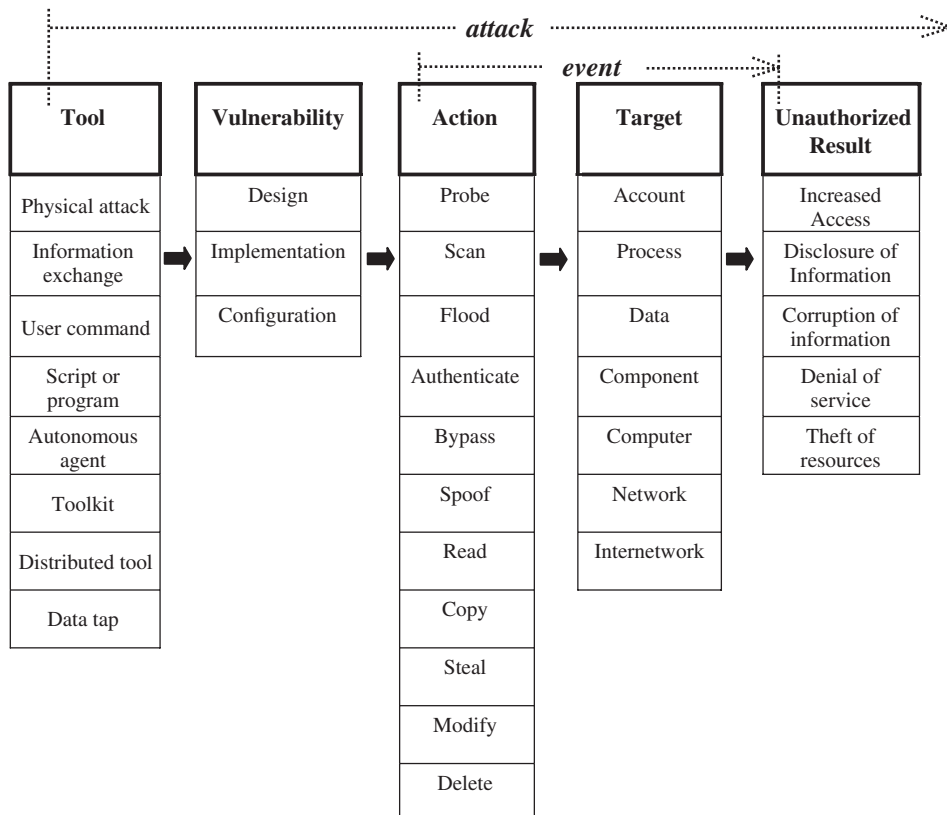 attack
event
Tool
Vulnerability
Action
Target
Unauthorized
Result
Physical attack
Information
exchange
User command
Script or
program
Autonomous
agent
Toolkit
Distributed tool
Data tap
Design
Implementation
Configuration
Probe
Scan
Flood
Authenticate
Bypass
Spoof
Read
Copy
Steal
Modify
Delete
Account
Process
Data
Component
Computer
Network
Internetwork
Increased
Access
Disclosure of
Information
Corruption of
information
Denial of
service
Theft of
resources